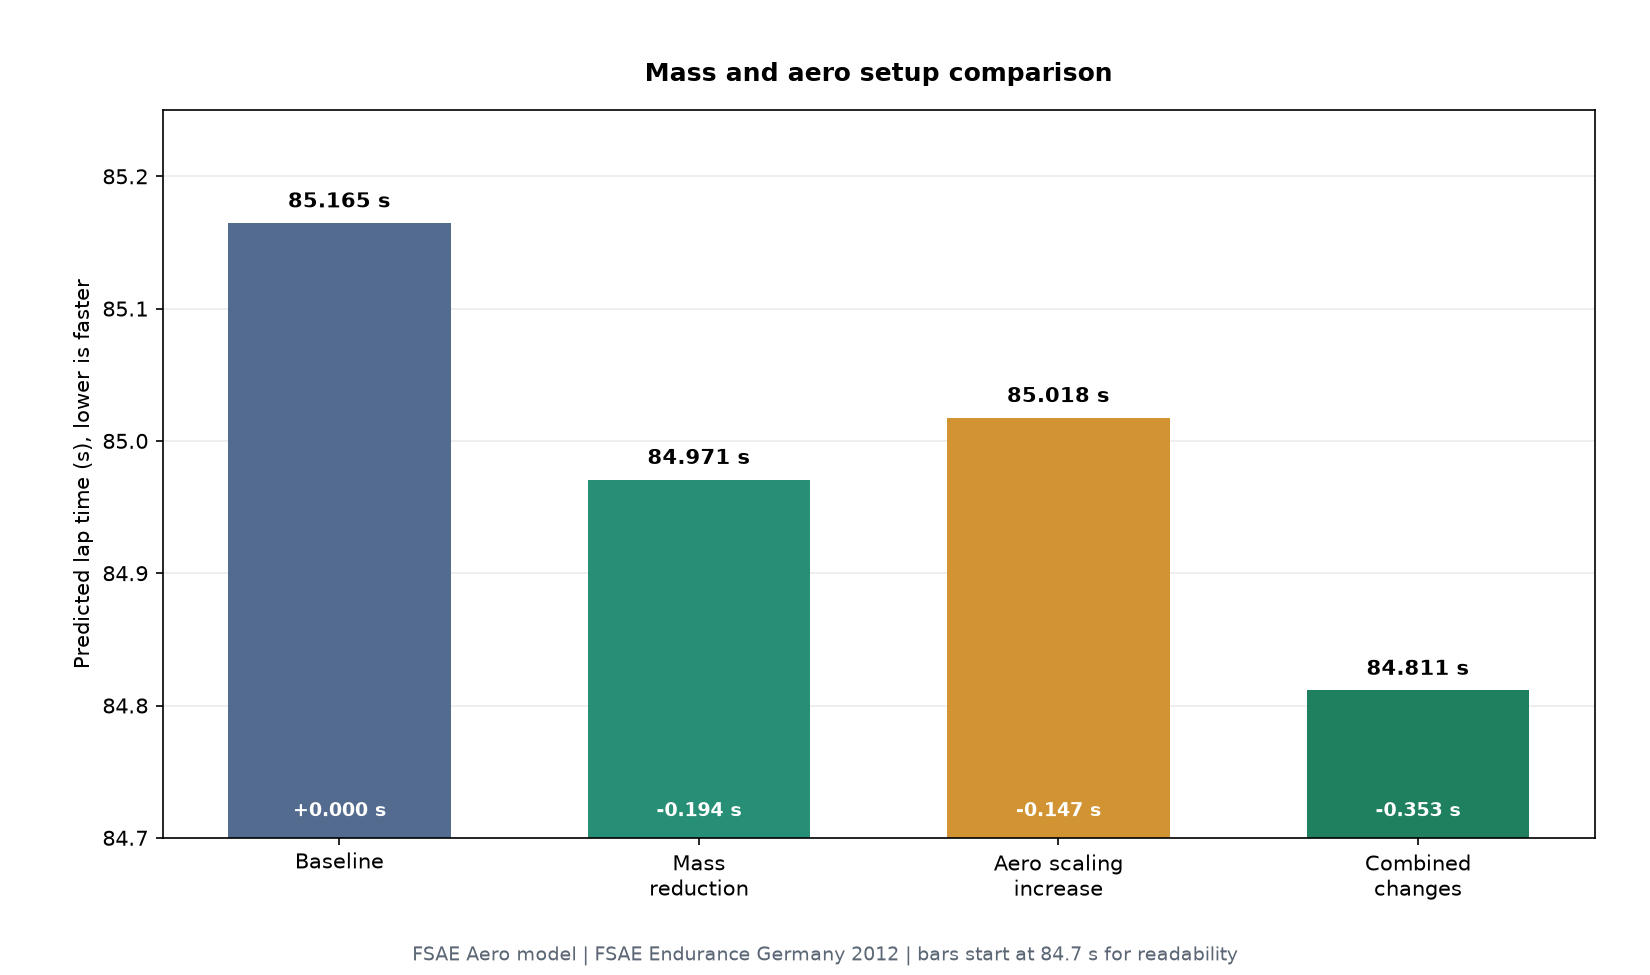 Mass and aero setup comparison
Predicted lap time (s), lower is faster
85.2
85.1
85.0
84.9
84.8
84.7
85.165 s
84.971 s
85.018 s
84.811 s
+0.000 s
-0.194 s
-0.147 s
-0.353 s
Baseline
Mass
reduction
Aero scaling
increase
Combined
changes
FSAE Aero model | FSAE Endurance Germany 2012 | bars start at 84.7 s for readability